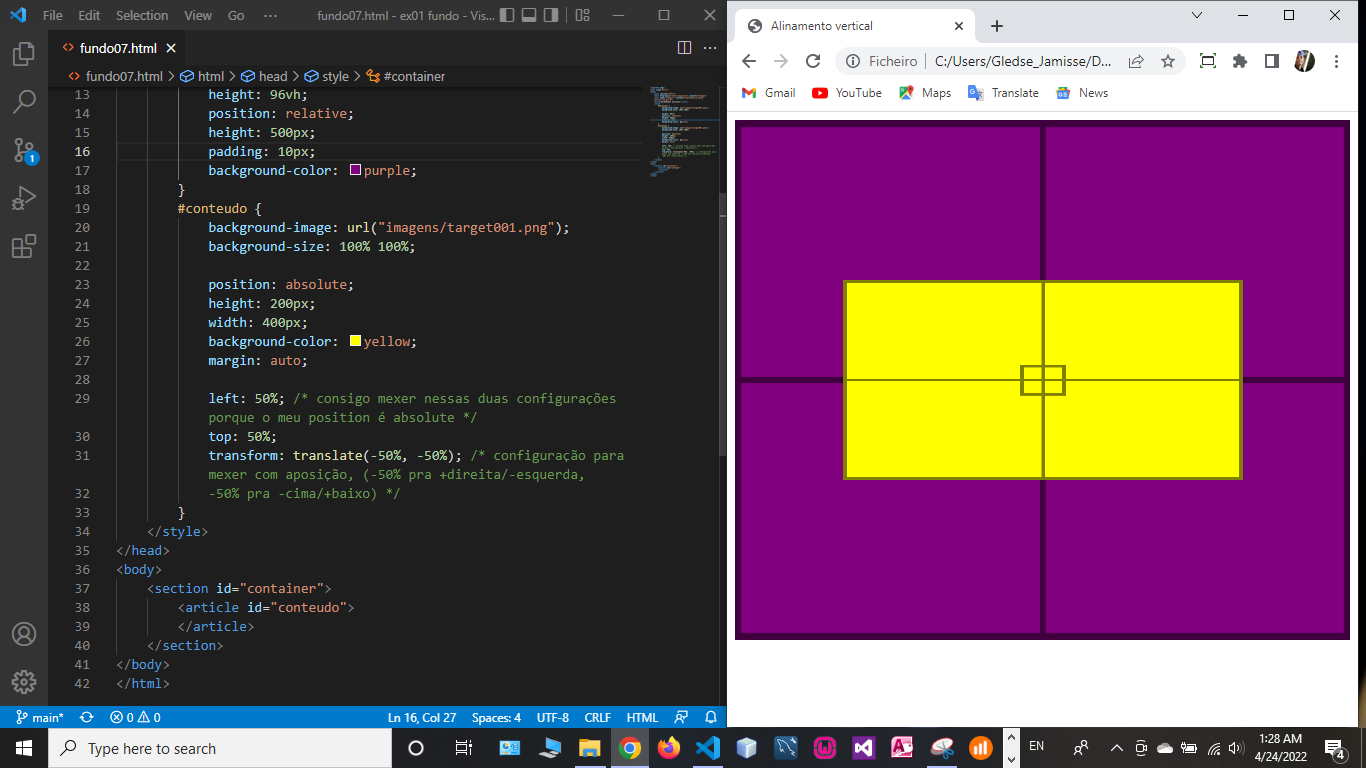 File Edit Selection View Go ··· fundo07.html - ex01 fundo - Vis...
fundo07.html
fundo07.html > html > head > style > #container
13 height: 96vh;
14 position: relative;
15 height: 500px;
16 padding: 10px;
17 background-color: purple;
18 }
19 #conteudo {
20 background-image: url("imagens/target001.png");
21 background-size: 100% 100%;
22
23 position: absolute;
24 height: 200px;
25 width: 400px;
26 background-color: yellow;
27 margin: auto;
28
29 left: 50%; /* consigo mexer nessas duas configurações
porque o meu position é absolute */
30 top: 50%;
31 transform: translate(-50%, -50%); /* configuração para
mexer com aposição, (-50% pra +direita/-esquerda,
32 -50% pra -cima/+baixo) */
33 }
34 </style>
35 </head>
36 <body>
37 <section id="container">
38 <article id="conteudo">
39 </article>
40 </section>
41 </body>
42 </html>
1
main* 0 0 Ln 16, Col 27 Spaces: 4 UTF-8 CRLF HTML
Alinamento vertical
Ficheiro C:/Users/Gledse_Jamisse/D...
Gmail YouTube Maps Translate News
Type here to search
EN
1:28 AM
4/24/2022
4